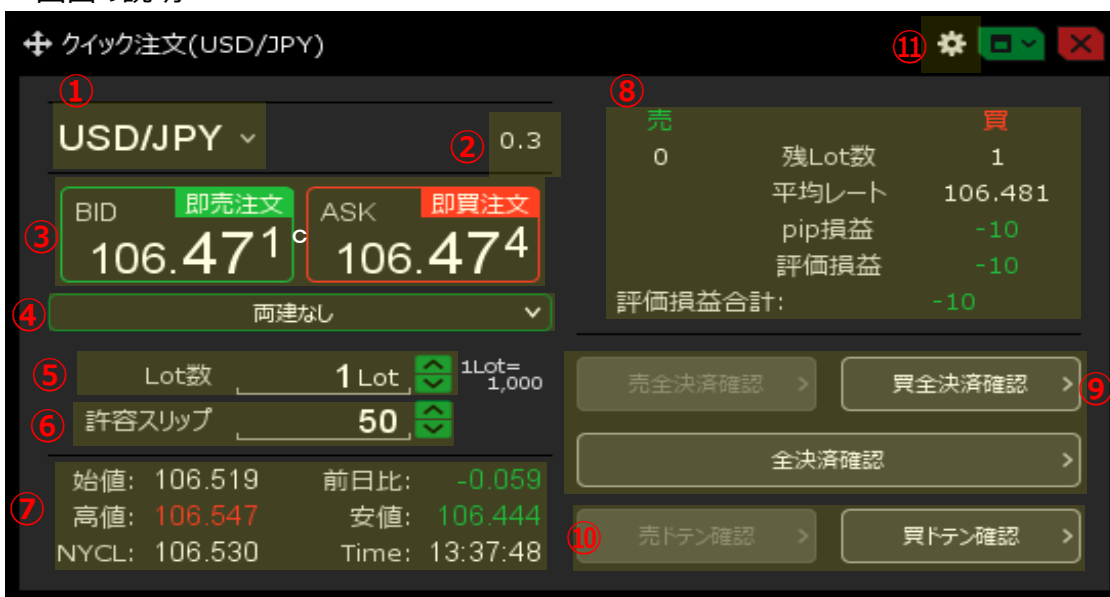 クイック注文(USD/JPY)
⑪
①
USD/JPY
②
0.3
③
BID
即売注文
106.471
c
ASK
即買注文
106.474
④
両建なし
⑤
Lot数
1 Lot
1Lot=
1,000
⑥
許容スリップ
50
⑦
始値: 106.519 前日比: -0.059
高値: 106.547 安値: 106.444
NYCL: 106.530 Time: 13:37:48
⑧
売 買
0 残Lot数 1
平均レート 106.481
pip損益 -10
評価損益 -10
評価損益合計: -10
売全決済確認 >
買全決済確認 >
⑨
全決済確認 >
⑩
売ドテン確認 >
買ドテン確認 >